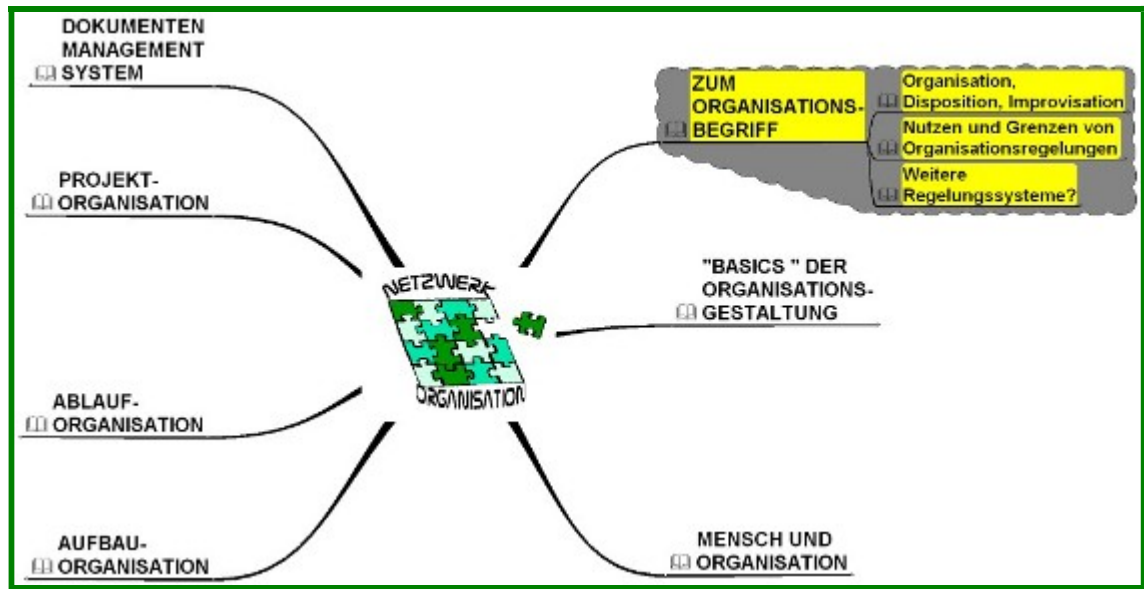 DOKUMENTEN
MANAGEMENT
SYSTEM
PROJEKT-
ORGANISATION
ABLAUF-
ORGANISATION
AUFBAU-
ORGANISATION
NETZWERK
ORGANISATION
ZUM
ORGANISATIONS-
BEGRIFF
Organisation,
Disposition, Improvisation
Nutzen und Grenzen von
Organisationsregelungen
Weitere
Regelungssysteme?
"BASICS " DER
ORGANISATIONS-
GESTALTUNG
MENSCH UND
ORGANISATION